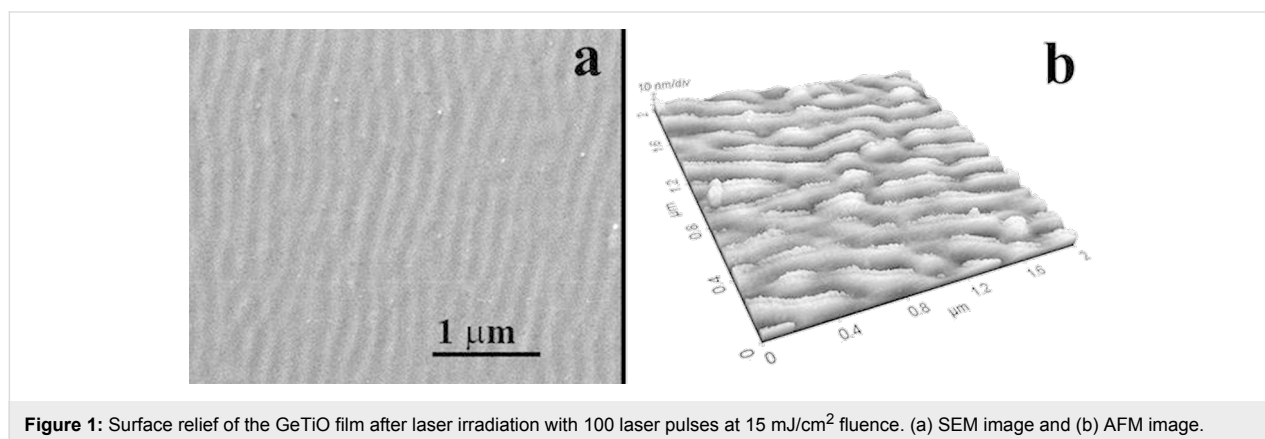 a
1 μm
b
10 nm/div
2
1.6
1.2
μm
0.8
0.4
0
0
0.4
0.8
μm
1.2
1.6
2
Figure 1: Surface relief of the GeTiO film after laser irradiation with 100 laser pulses at 15 mJ/cm² fluence. (a) SEM image and (b) AFM image.